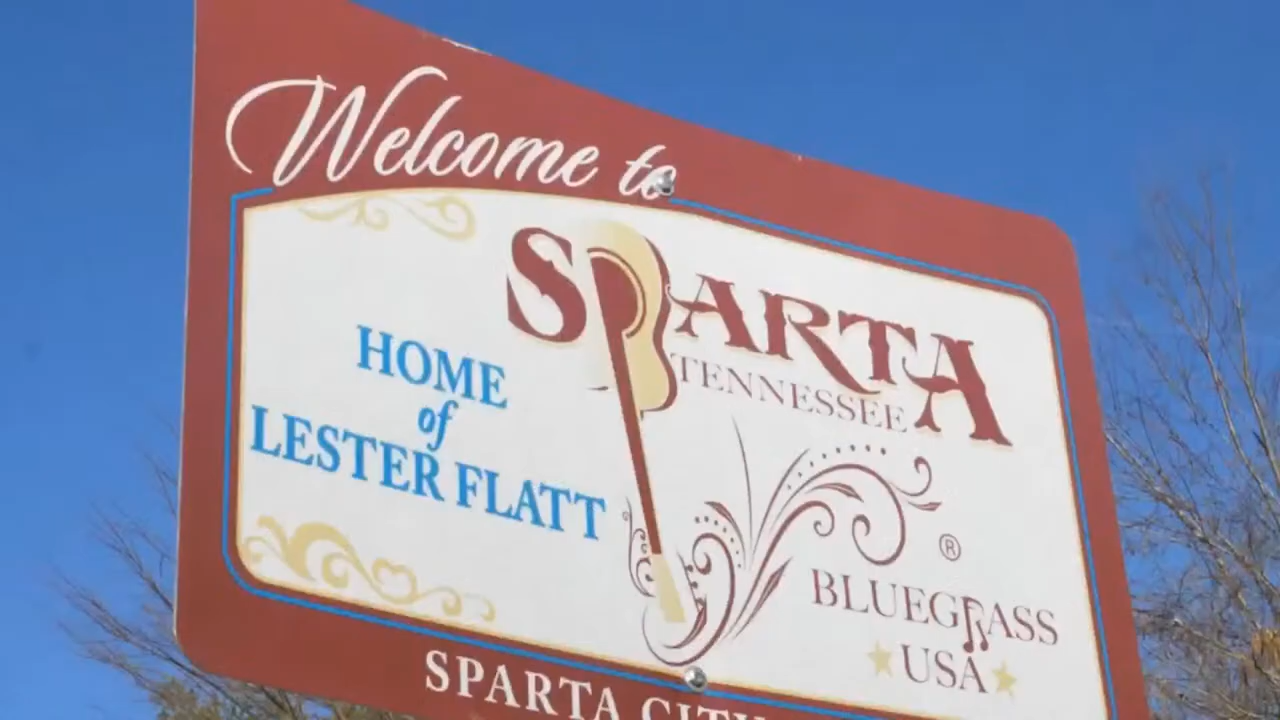 Welcome to
SPARTA
TENNESSEE
HOME
of
LESTER FLATT
®
BLUEGRASS
USA
SPARTA CITY